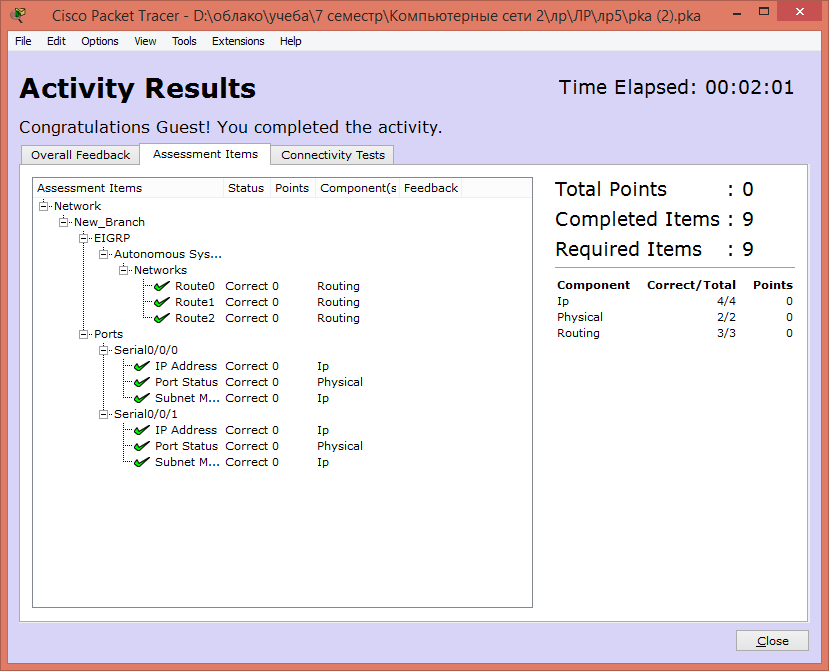 Cisco Packet Tracer - D:\облако\учеба\7 семестр\Компьютерные сети 2\лр\ЛР\лр5\pka (2).pka
File Edit Options View Tools Extensions Help
Activity Results
Time Elapsed: 00:02:01
Congratulations Guest! You completed the activity.
Overall Feedback Assessment Items Connectivity Tests
Assessment Items Status Points Component(s Feedback
Network
New_Branch
EIGRP
Autonomous Sys...
Networks
Route0 Correct 0 Routing
Route1 Correct 0 Routing
Route2 Correct 0 Routing
Ports
Serial0/0/0
IP Address Correct 0 Ip
Port Status Correct 0 Physical
Subnet M... Correct 0 Ip
Serial0/0/1
IP Address Correct 0 Ip
Port Status Correct 0 Physical
Subnet M... Correct 0 Ip
Total Points : 0
Completed Items : 9
Required Items : 9
Component Correct/Total Points
Ip 4/4 0
Physical 2/2 0
Routing 3/3 0
Close